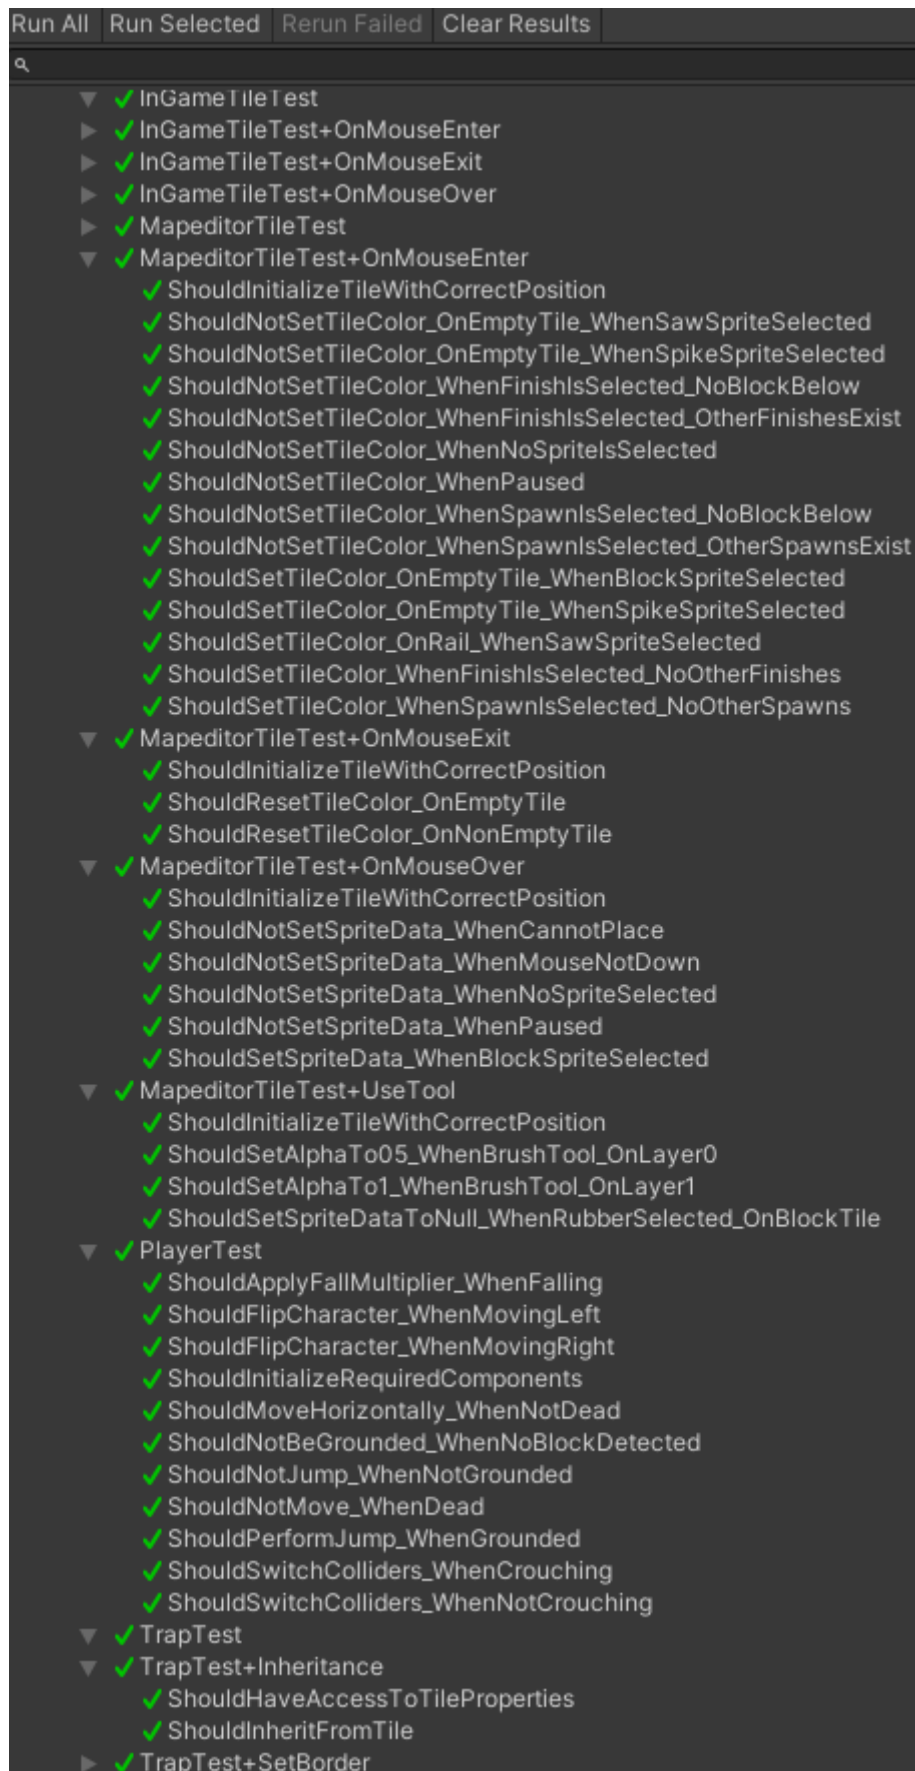 Run All Run Selected Rerun Failed Clear Results
InGameTileTest
InGameTileTest+OnMouseEnter
InGameTileTest+OnMouseExit
InGameTileTest+OnMouseOver
MapeditorTileTest
MapeditorTileTest+OnMouseEnter
ShouldInitializeTileWithCorrectPosition
ShouldNotSetTileColor_OnEmptyTile_WhenSawSpriteSelected
ShouldNotSetTileColor_OnEmptyTile_WhenSpikeSpriteSelected
ShouldNotSetTileColor_WhenFinishIsSelected_NoBlockBelow
ShouldNotSetTileColor_WhenFinishIsSelected_OtherFinishesExist
ShouldNotSetTileColor_WhenNoSpriteIsSelected
ShouldNotSetTileColor_WhenPaused
ShouldNotSetTileColor_WhenSpawnIsSelected_NoBlockBelow
ShouldNotSetTileColor_WhenSpawnIsSelected_OtherSpawnsExist
ShouldSetTileColor_OnEmptyTile_WhenBlockSpriteSelected
ShouldSetTileColor_OnEmptyTile_WhenSpikeSpriteSelected
ShouldSetTileColor_OnRail_WhenSawSpriteSelected
ShouldSetTileColor_WhenFinishIsSelected_NoOtherFinishes
ShouldSetTileColor_WhenSpawnIsSelected_NoOtherSpawns
MapeditorTileTest+OnMouseExit
ShouldInitializeTileWithCorrectPosition
ShouldResetTileColor_OnEmptyTile
ShouldResetTileColor_OnNonEmptyTile
MapeditorTileTest+OnMouseOver
ShouldInitializeTileWithCorrectPosition
ShouldNotSetSpriteData_WhenCannotPlace
ShouldNotSetSpriteData_WhenMouseNotDown
ShouldNotSetSpriteData_WhenNoSpriteSelected
ShouldNotSetSpriteData_WhenPaused
ShouldSetSpriteData_WhenBlockSpriteSelected
MapeditorTileTest+UseTool
ShouldInitializeTileWithCorrectPosition
ShouldSetAlphaTo05_WhenBrushTool_OnLayer0
ShouldSetAlphaTo1_WhenBrushTool_OnLayer1
ShouldSetSpriteDataToNull_WhenRubberSelected_OnBlockTile
PlayerTest
ShouldApplyFallMultiplier_WhenFalling
ShouldFlipCharacter_WhenMovingLeft
ShouldFlipCharacter_WhenMovingRight
ShouldInitializeRequiredComponents
ShouldMoveHorizontally_WhenNotDead
ShouldNotBeGrounded_WhenNoBlockDetected
ShouldNotJump_WhenNotGrounded
ShouldNotMove_WhenDead
ShouldPerformJump_WhenGrounded
ShouldSwitchColliders_WhenCrouching
ShouldSwitchColliders_WhenNotCrouching
TrapTest
TrapTest+Inheritance
ShouldHaveAccessToTileProperties
ShouldInheritFromTile
TrapTest+SetBorder